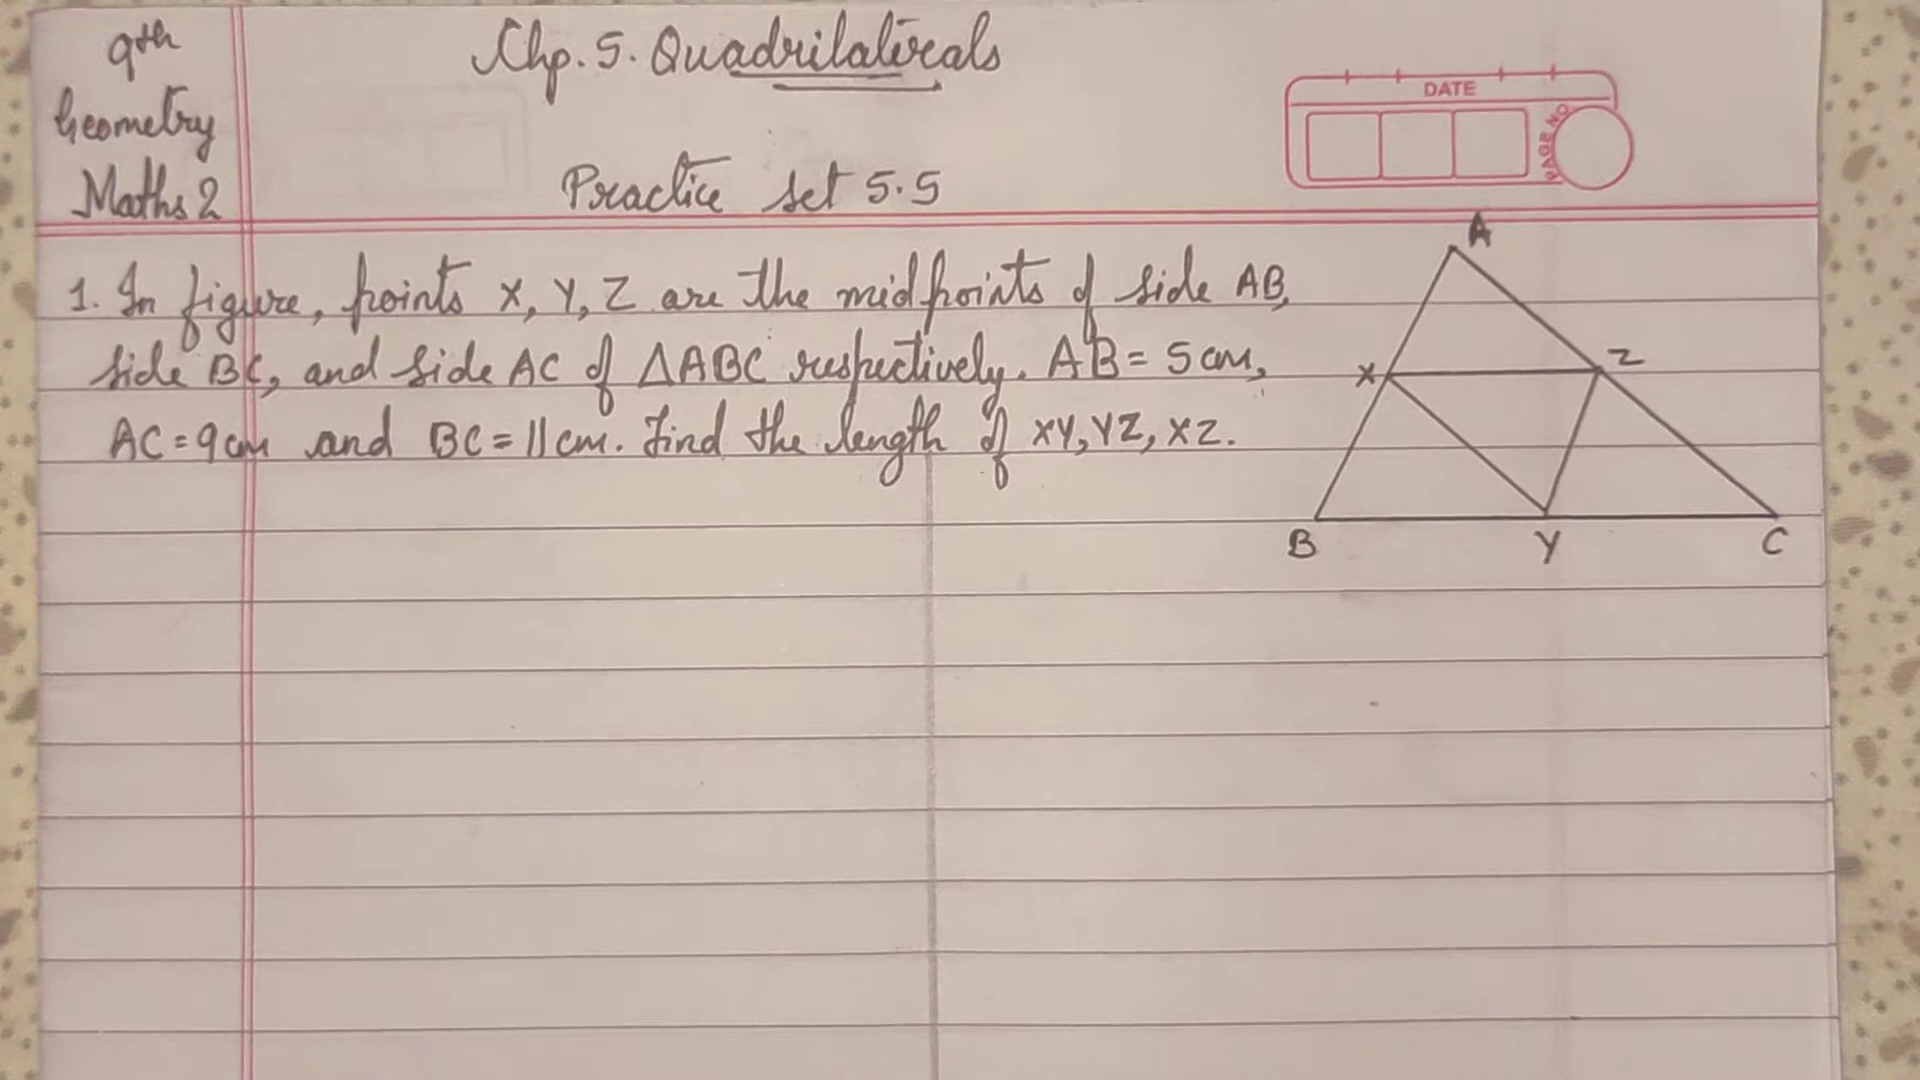 9th
Geometry
Maths 2
Chp. 5. Quadrilaterals
Practice set 5.5
DATE
PAGE NO
1. In figure, points X, Y, Z are the midpoints of side AB,
side BC, and side AC of ΔABC respectively. AB = 5 cm,
AC = 9 cm and BC = 11 cm. Find the length of XY, YZ, XZ.
A
X
Z
B
Y
C